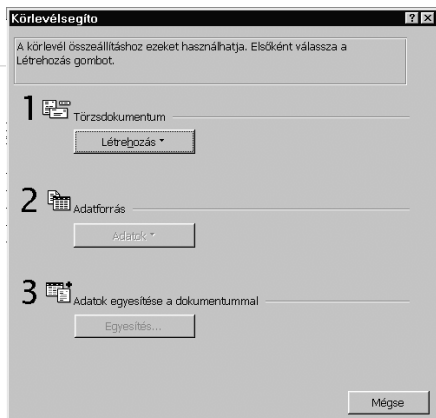 Körlevélsegíto
A körlevél összeállításhoz ezeket használhatja. Elsőként válassza a
Létrehozás gombot.
1 Törzsdokumentum
Létrehozás
2 Adatforrás
Adatok
3 Adatok egyesítése a dokumentummal
Egyesítés...
Mégse